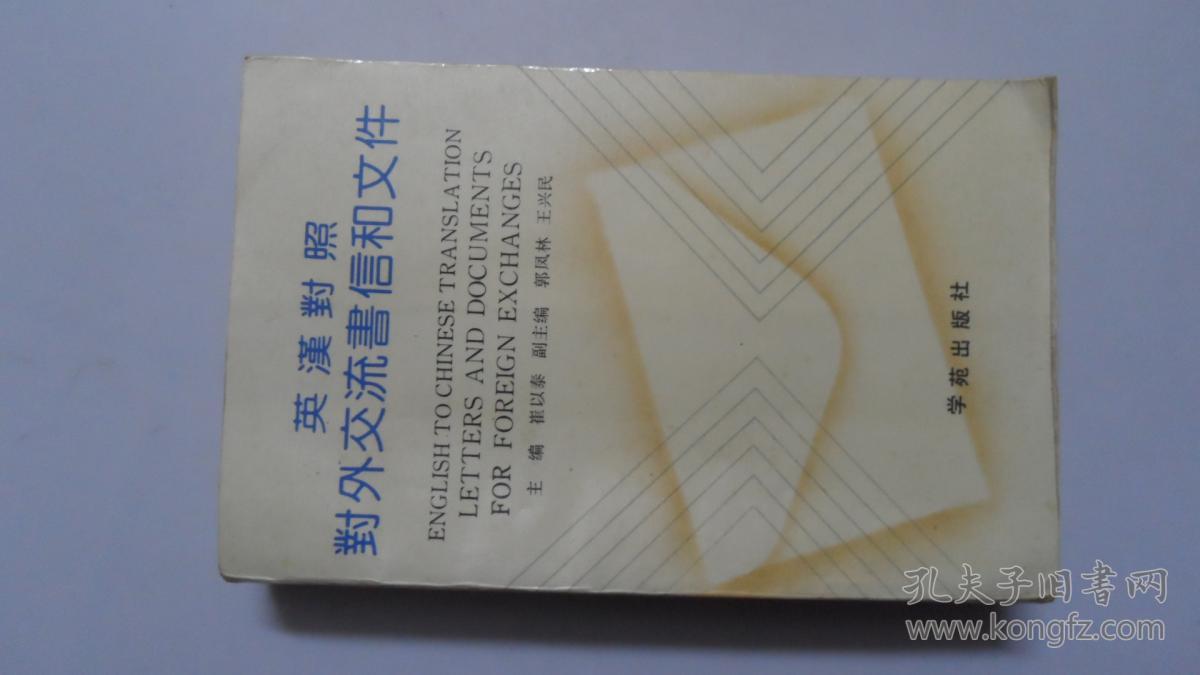 英漢對照
對外交流書信和文件
ENGLISH TO CHINESE TRANSLATION
LETTERS AND DOCUMENTS
FOR FOREIGN EXCHANGES
主 编 崔以泰 副主编 郭凤林 王兴民
学苑出版社
孔夫子旧書网
www.kongfz.com